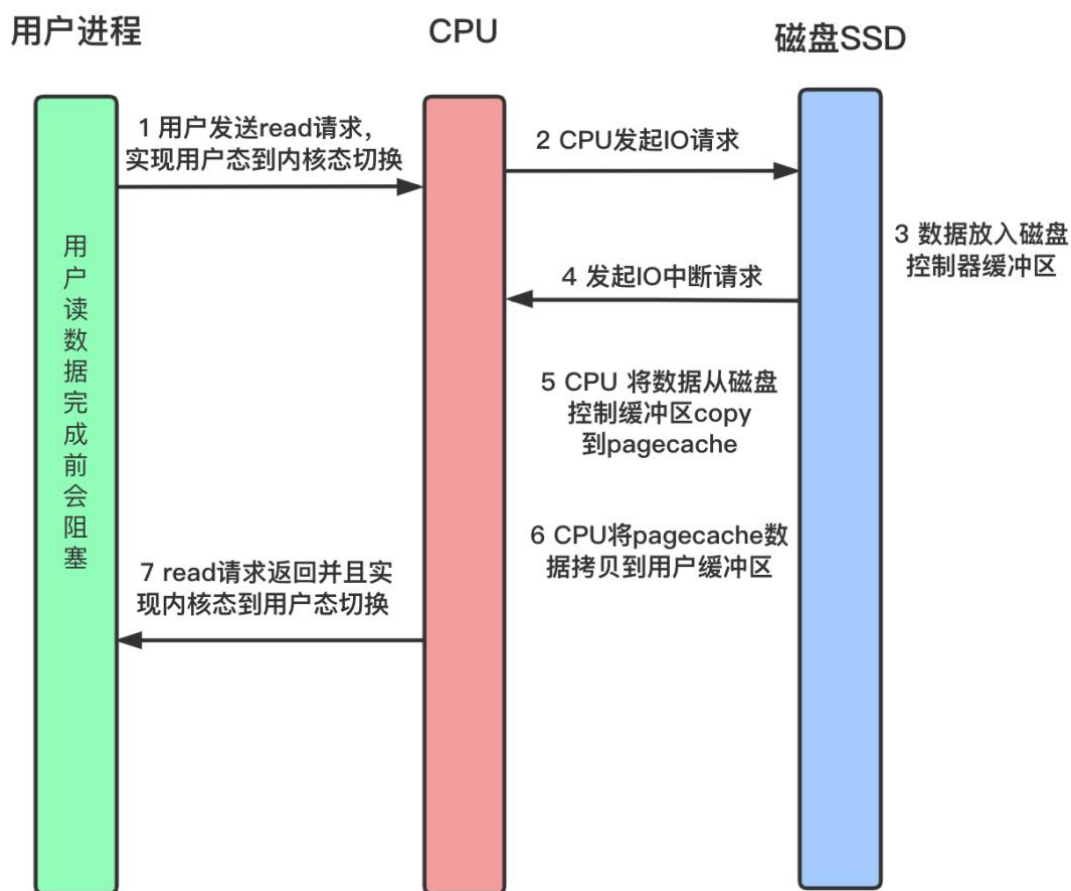 用户进程
CPU
磁盘SSD
1 用户发送read请求，
实现用户态到内核态切换
2 CPU发起IO请求
3 数据放入磁盘
控制器缓冲区
4 发起IO中断请求
用户读数据完成前会阻塞
5 CPU 将数据从磁盘
控制缓冲区copy
到pagecache
6 CPU将pagecache数
据拷贝到用户缓冲区
7 read请求返回并且实
现内核态到用户态切换